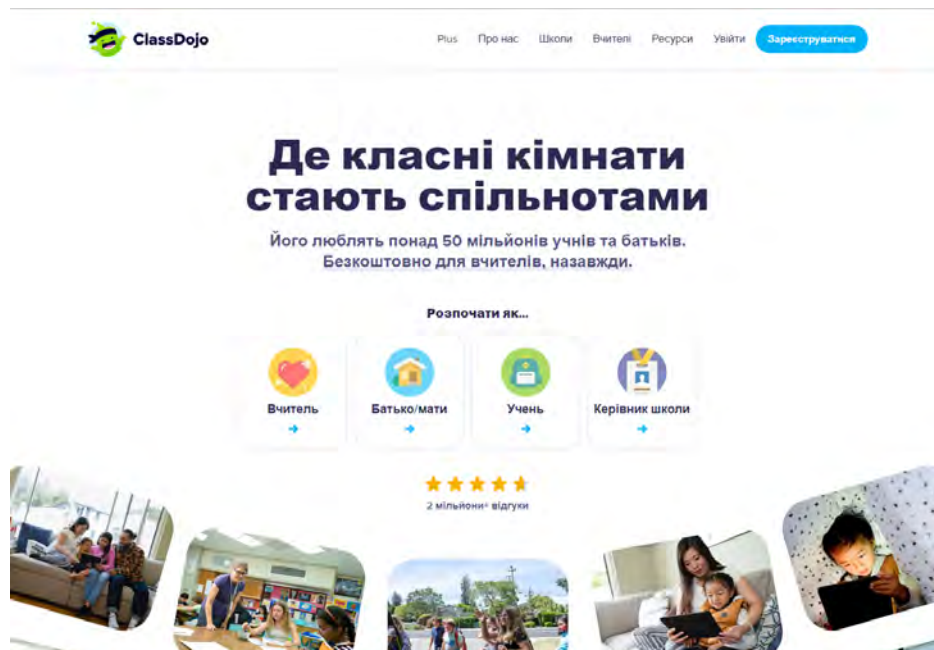 ClassDojo
Plus Про нас Школи Вчителі Ресурси Увійти Зареєструватися
Де класні кімнати
стають спільнотами
Його люблять понад 50 мільйонів учнів та батьків.
Безкоштовно для вчителів, назавжди.
Розпочати як...
Вчитель Батько/мати Учень Керівник школи
2 мільйони+ відгуки